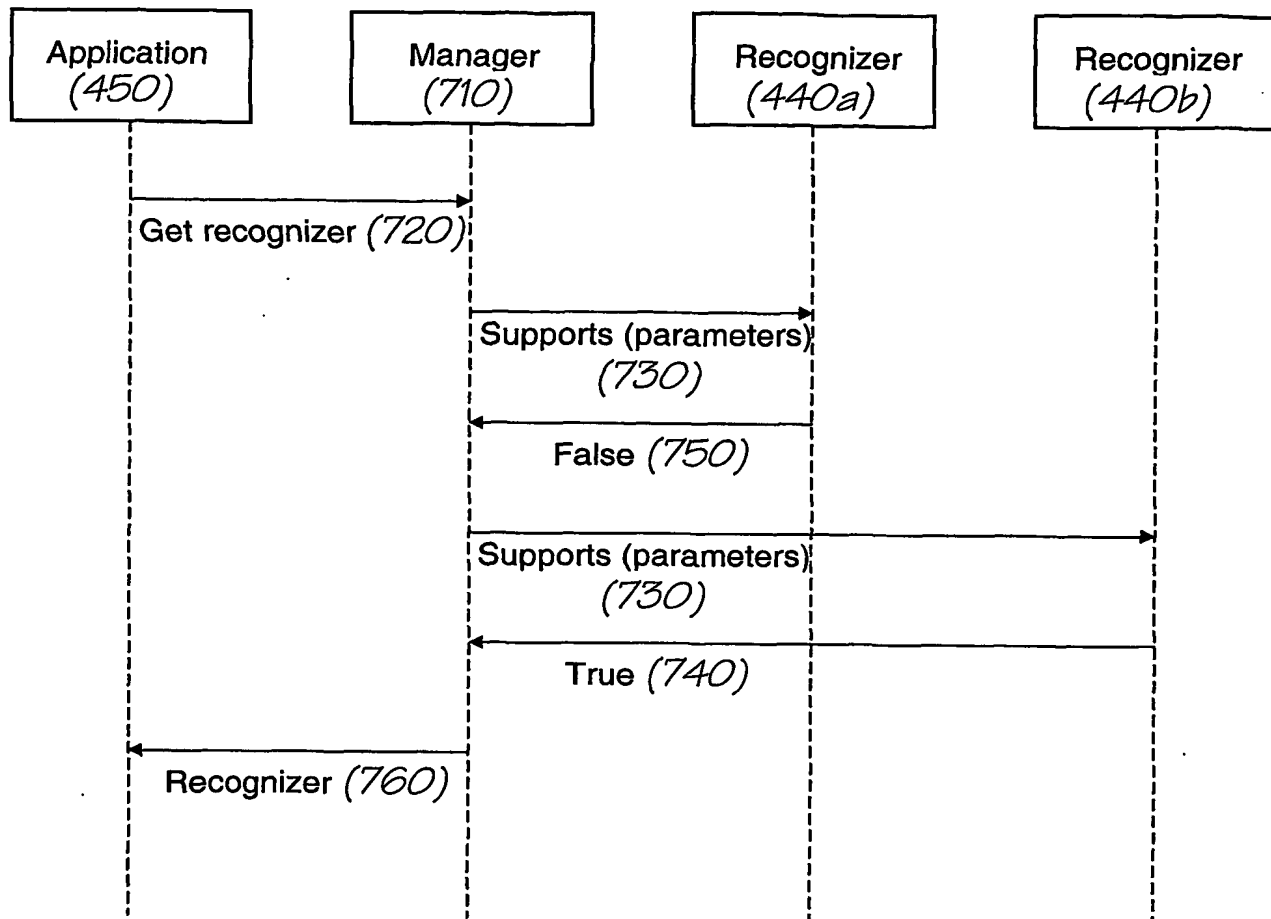 Application
(450)
Manager
(710)
Recognizer
(440a)
Recognizer
(440b)
Get recognizer (720)
Supports (parameters)
(730)
False (750)
Supports (parameters)
(730)
True (740)
Recognizer (760)